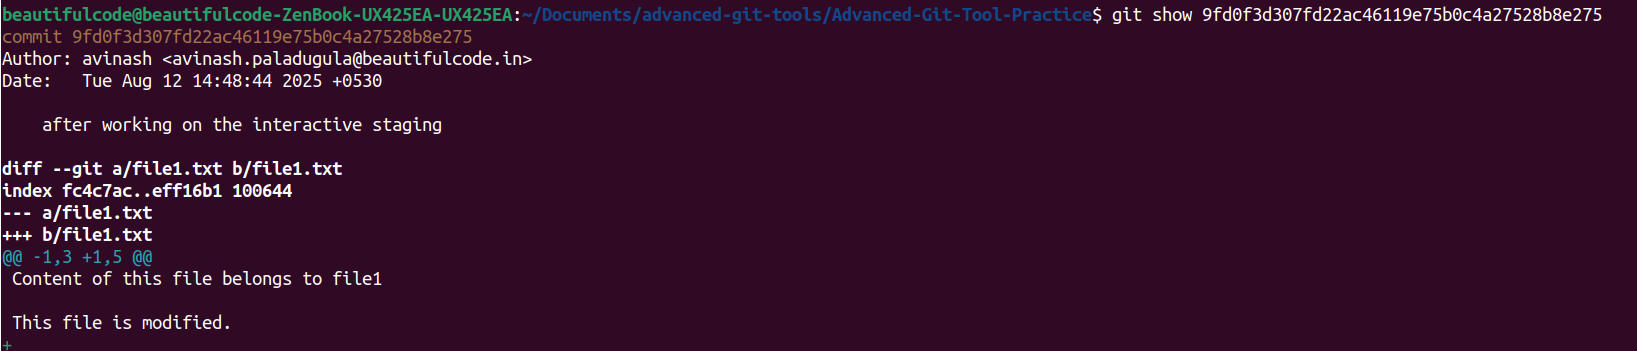 beautifulcode@beautifulcode-ZenBook-UX425EA-UX425EA:~/Documents/advanced-git-tools/Advanced-Git-Tool-Practice$ git show 9fd0f3d307fd22ac46119e75b0c4a27528b8e275
commit 9fd0f3d307fd22ac46119e75b0c4a27528b8e275
Author: avinash <avinash.paladugula@beautifulcode.in>
Date:   Tue Aug 12 14:48:44 2025 +0530
after working on the interactive staging
diff --git a/file1.txt b/file1.txt
index fc4c7ac..eff16b1 100644
--- a/file1.txt
+++ b/file1.txt
@@ -1,3 +1,5 @@
Content of this file belongs to file1
This file is modified.
+